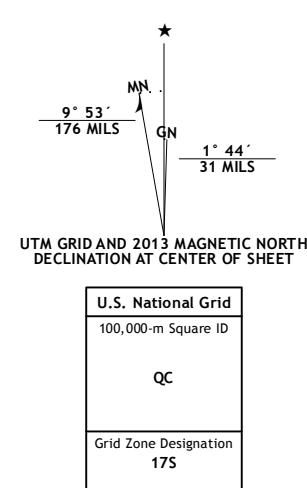 ★
MN
9° 53´
176 MILS
GN
1° 44´
31 MILS
UTM GRID AND 2013 MAGNETIC NORTH
DECLINATION AT CENTER OF SHEET
U.S. National Grid
100,000-m Square ID
QC
Grid Zone Designation
17S